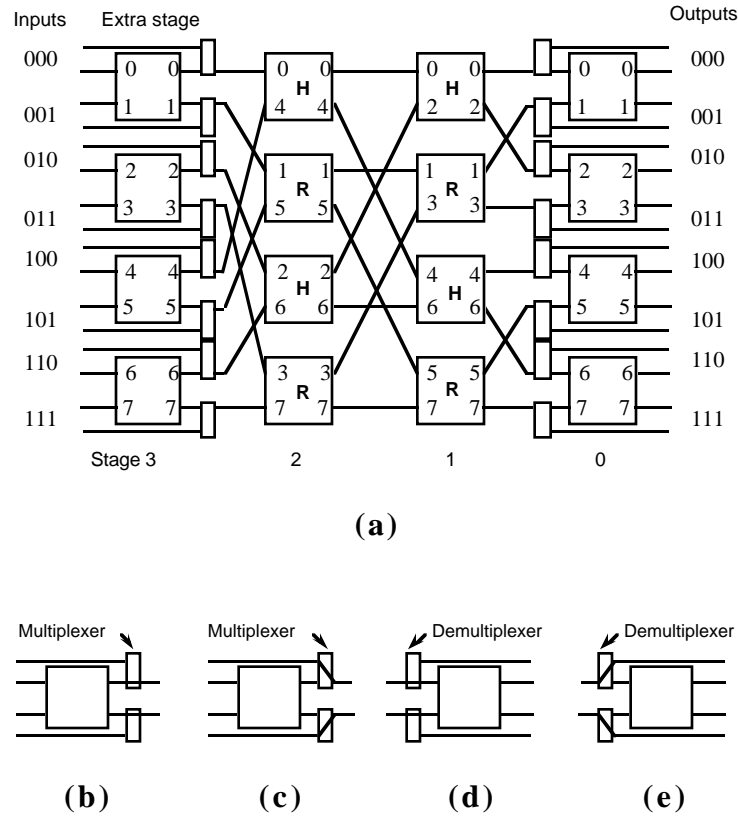 Inputs Extra stage Outputs
000 0 0 0 0 H 0 0 0 0 000
001 1 1 4 4 H 2 2 1 1 001
010 2 2 1 1 1 1 2 2 010
R R
011 3 3 5 5 3 3 3 3 011
100 4 4 2 2 4 4 4 4 100
H H
101 5 5 6 6 6 6 5 5 101
110 6 6 3 3 5 5 6 6 110
R R
111 7 7 7 7 7 7 7 7 111
Stage 3 2 1 0
(a)
Multiplexer Multiplexer Demultiplexer Demultiplexer
(b) (c) (d) (e)